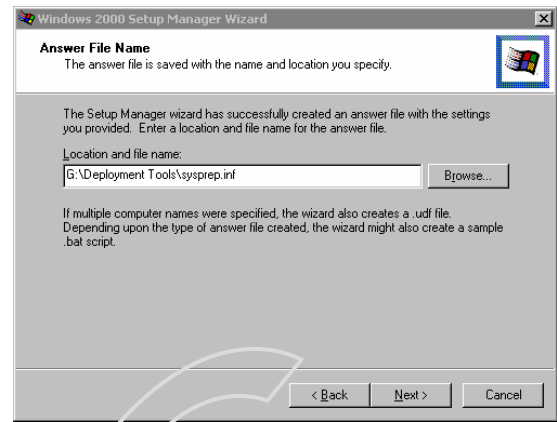 Windows 2000 Setup Manager Wizard
Answer File Name
The answer file is saved with the name and location you specify.
The Setup Manager wizard has successfully created an answer file with the settings
you provided. Enter a location and file name for the answer file.
Location and file name:
G:\Deployment Tools\sysprep.inf
Browse...
If multiple computer names were specified, the wizard also creates a .udf file.
Depending upon the type of answer file created, the wizard might also create a sample
.bat script.
< Back
Next >
Cancel